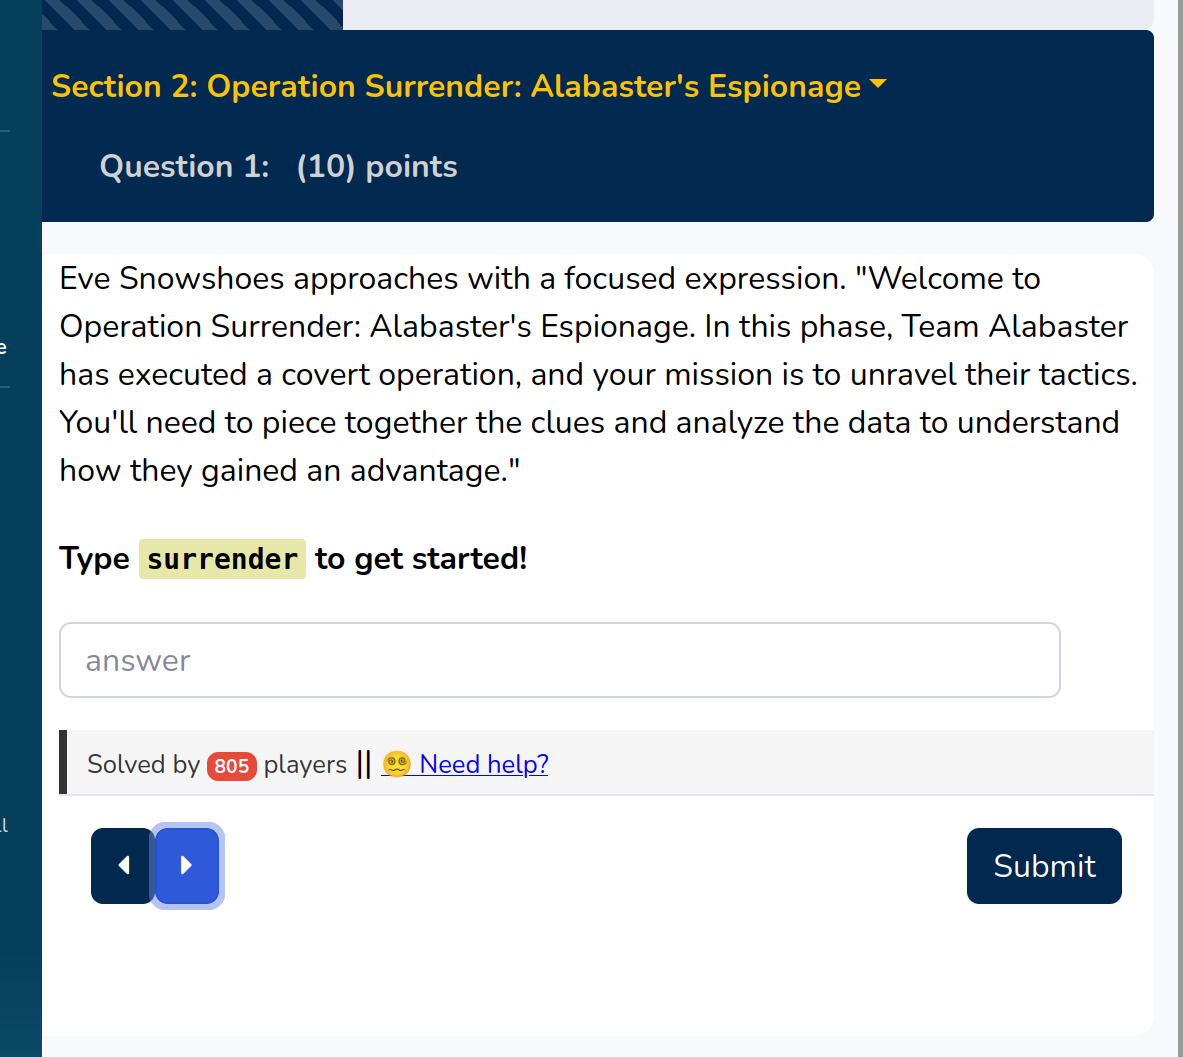 Section 2: Operation Surrender: Alabaster's Espionage
Question 1: (10) points
Eve Snowshoes approaches with a focused expression. "Welcome to
Operation Surrender: Alabaster's Espionage. In this phase, Team Alabaster
has executed a covert operation, and your mission is to unravel their tactics.
You'll need to piece together the clues and analyze the data to understand
how they gained an advantage."
Type surrender to get started!
answer
Solved by 805 players || Need help?
Submit